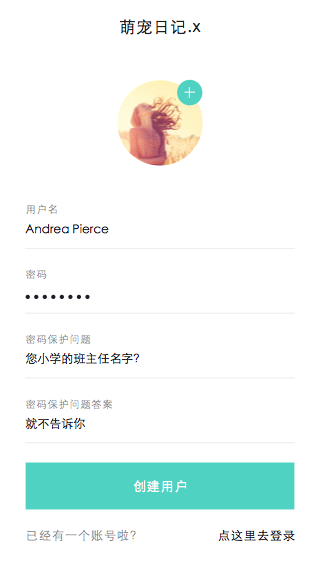 萌宠日记.x
用户名
Andrea Pierce
密码
••••••••
密码保护问题
您小学的班主任名字?
密码保护问题答案
就不告诉你
创建用户
已经有一个账号啦? 点这里去登录